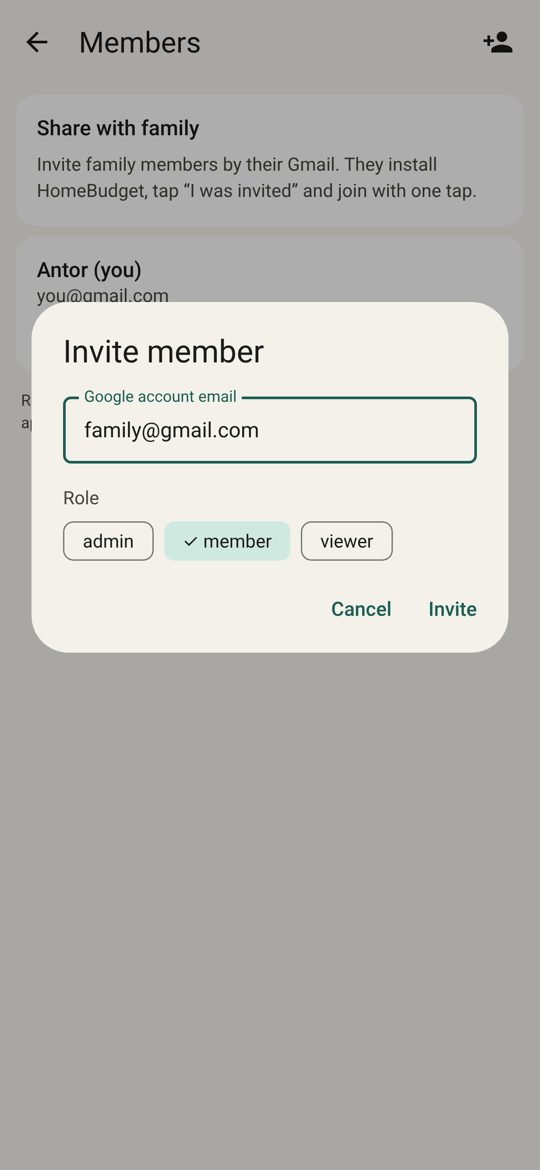 Members
Share with family
Invite family members by their Gmail. They install
HomeBudget, tap “I was invited” and join with one tap.
Antor (you)
you@gmail.com
Invite member
Google account email
family@gmail.com
Role
admin
member
viewer
Cancel
Invite